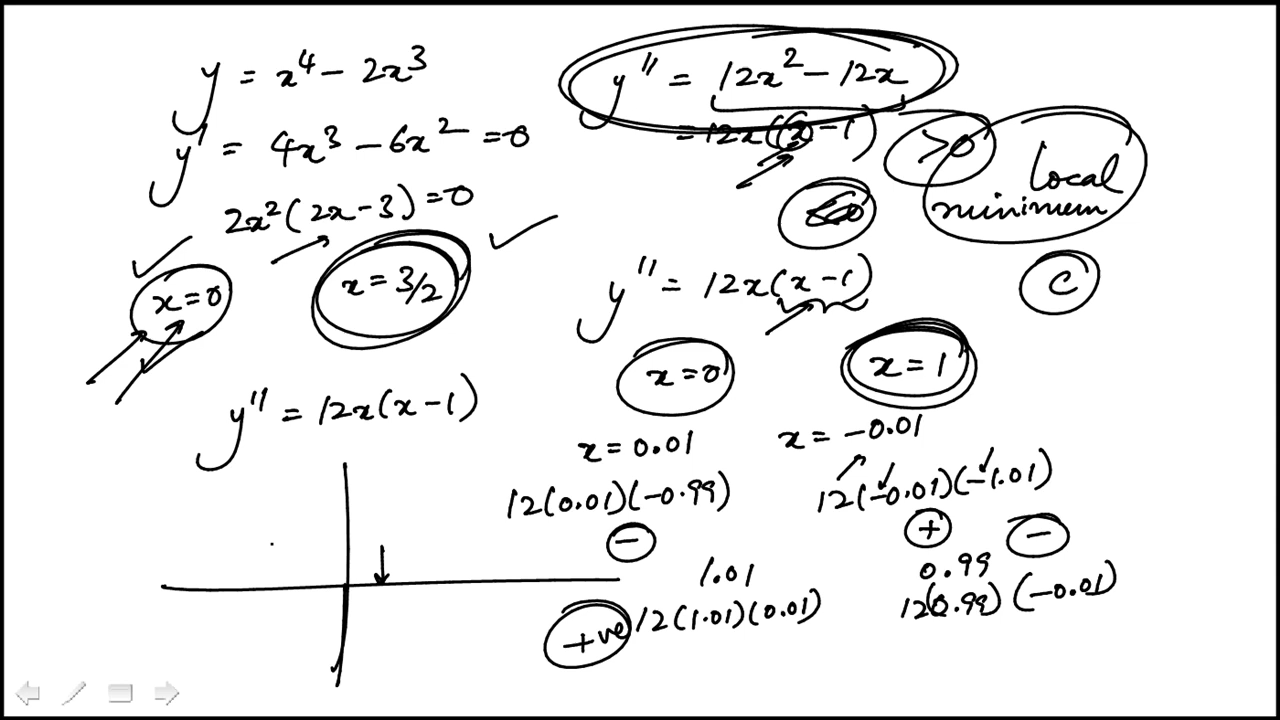 y = x⁴ − 2x³
y' = 4x³ − 6x² = 0
2x²(2x−3) = 0
x = 0
x = 3/2
y'' = 12x(x−1)
y'' = 12x² − 12x
= 12x(x−1)
>0
local
minimum
y'' = 12x(x−1)
C
x = 0
x = 1
x = 0.01
12(0.01)(−0.99)
−
x = −0.01
12(−0.01)(−1.01)
+
−
1.01
12(1.01)(0.01)
+ve
0.99
12(0.99)(−0.01)